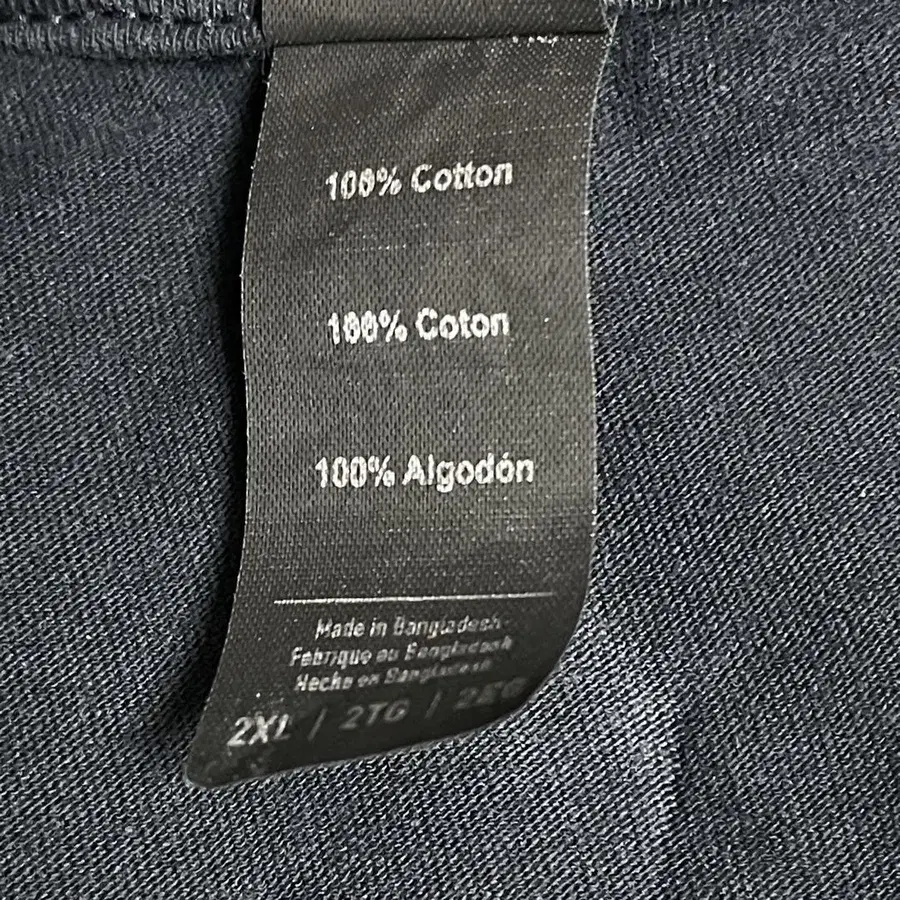 100% Cotton
100% Coton
100% Algodón
Made in Bangladesh
Fabrique au Bangladesh
Hecho en Bangladesh
2XL / 2TG / 2EG